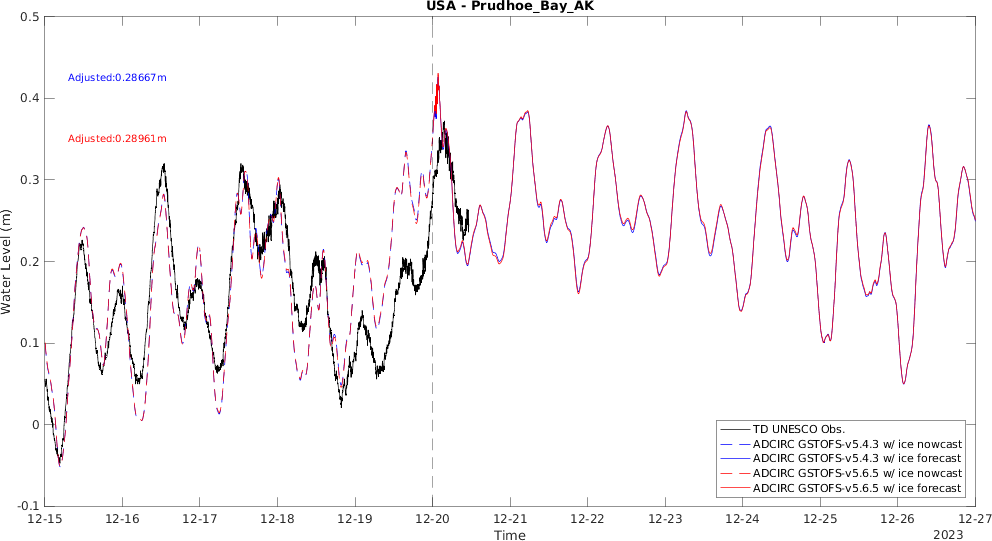 USA - Prudhoe_Bay_AK
0.5
Adjusted:0.28667m
0.4
Adjusted:0.28961m
0.3
0.2
0.1
0
-0.1
Water Level (m)
TD UNESCO Obs.
ADCIRC GSTOFS-v5.4.3 w/ ice nowcast
ADCIRC GSTOFS-v5.4.3 w/ ice forecast
ADCIRC GSTOFS-v5.6.5 w/ ice nowcast
ADCIRC GSTOFS-v5.6.5 w/ ice forecast
12-15 12-16 12-17 12-18 12-19 12-20 12-21 12-22 12-23 12-24 12-25 12-26 12-27
Time
2023